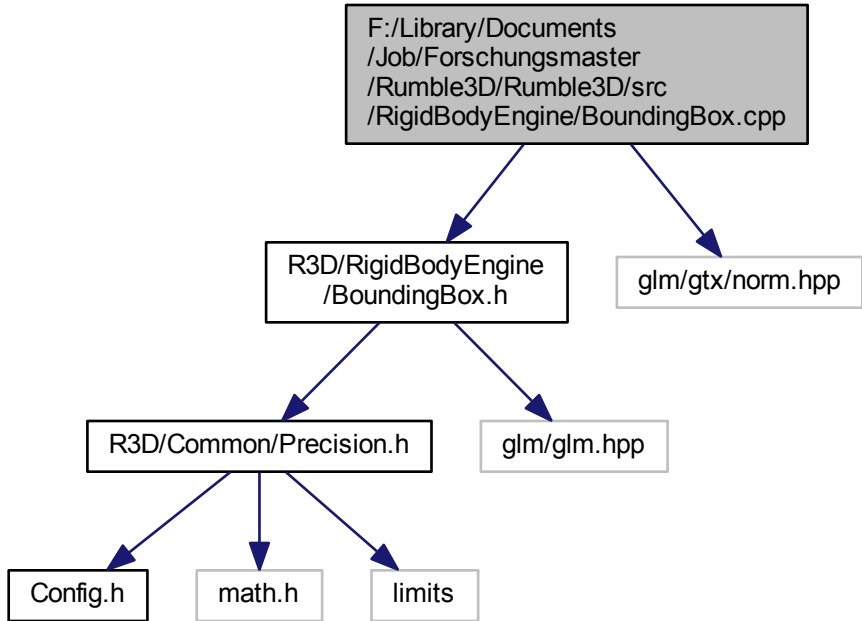 F:/Library/Documents
/Job/Forschungsmaster
/Rumble3D/Rumble3D/src
/RigidBodyEngine/BoundingBox.cpp
R3D/RigidBodyEngine
/BoundingBox.h
glm/gtx/norm.hpp
R3D/Common/Precision.h
glm/glm.hpp
Config.h
math.h
limits